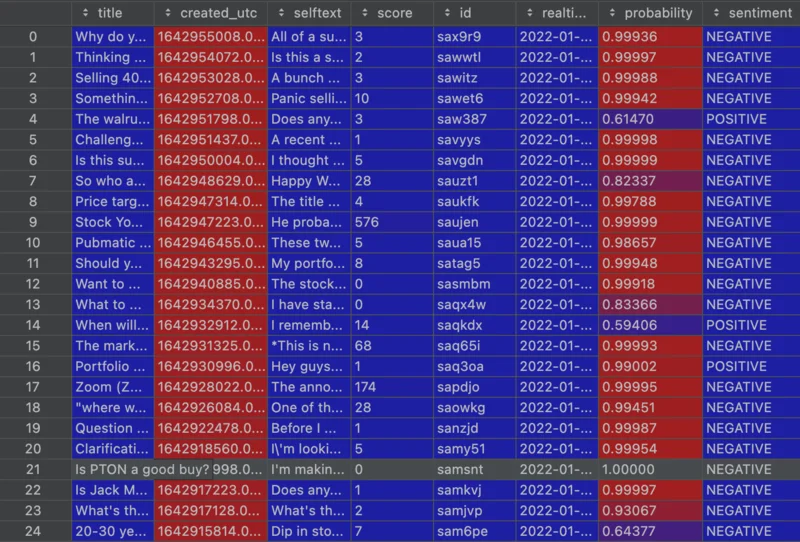 title created_utc selftext score id realti... probability sentiment
0 Why do y... 1642955008.0... All of a su... 3 sax9r9 2022-01-... 0.99936 NEGATIVE
1 Thinking ... 1642954072.0... Is this a s... 2 sawwtl 2022-01-... 0.99997 NEGATIVE
2 Selling 40... 1642953028.0... A bunch ... 3 sawitz 2022-01-... 0.99988 NEGATIVE
3 Somethin... 1642952708.0... Panic selli... 10 sawet6 2022-01-... 0.99942 NEGATIVE
4 The walru... 1642951798.0... Does any... 3 saw387 2022-01-... 0.61470 POSITIVE
5 Challeng... 1642951437.0... A recent ... 1 savyys 2022-01-... 0.99998 NEGATIVE
6 Is this su... 1642950004.0... I thought ... 5 savgdn 2022-01-... 0.99999 NEGATIVE
7 So who a... 1642948629.0... Happy W... 28 sauzt1 2022-01-... 0.82337 NEGATIVE
8 Price targ... 1642947314.0... The title ... 4 saukfk 2022-01-... 0.99788 NEGATIVE
9 Stock Yo... 1642947223.0... He proba... 576 saujen 2022-01-... 0.99999 NEGATIVE
10 Pubmatic ... 1642946455.0... These tw... 5 saua15 2022-01-... 0.98657 NEGATIVE
11 Should y... 1642943295.0... My portfo... 8 satag5 2022-01-... 0.99948 NEGATIVE
12 Want to ... 1642940885.0... The stock... 0 sasmbm 2022-01-... 0.99918 NEGATIVE
13 What to ... 1642934370.0... I have sta... 0 saqx4w 2022-01-... 0.83366 NEGATIVE
14 When will... 1642932912.0... I rememb... 14 saqkdx 2022-01-... 0.59406 POSITIVE
15 The mark... 1642931325.0... *This is n... 68 saq65i 2022-01-... 0.99993 NEGATIVE
16 Portfolio ... 1642930996.0... Hey guys... 1 saq3oa 2022-01-... 0.99002 POSITIVE
17 Zoom (Z... 1642928022.0... The anno... 174 sapdjo 2022-01-... 0.99995 NEGATIVE
18 "where w... 1642926084.0... One of th... 28 saowkg 2022-01-... 0.99451 NEGATIVE
19 Question ... 1642922478.0... Before I ... 1 sanzjd 2022-01-... 0.99987 NEGATIVE
20 Clarificati... 1642918560.0... I\'m looki... 5 samy51 2022-01-... 0.99954 NEGATIVE
21 Is PTON a good buy? 998.0... I'm makin... 0 samsnt 2022-01-... 1.00000 NEGATIVE
22 Is Jack M... 1642917223.0... Does any... 1 samkvj 2022-01-... 0.99997 NEGATIVE
23 What's th... 1642917128.0... What's th... 2 samjvp 2022-01-... 0.93067 NEGATIVE
24 20-30 ye... 1642915814.0... Dip in sto... 7 sam6pe 2022-01-... 0.64377 NEGATIVE